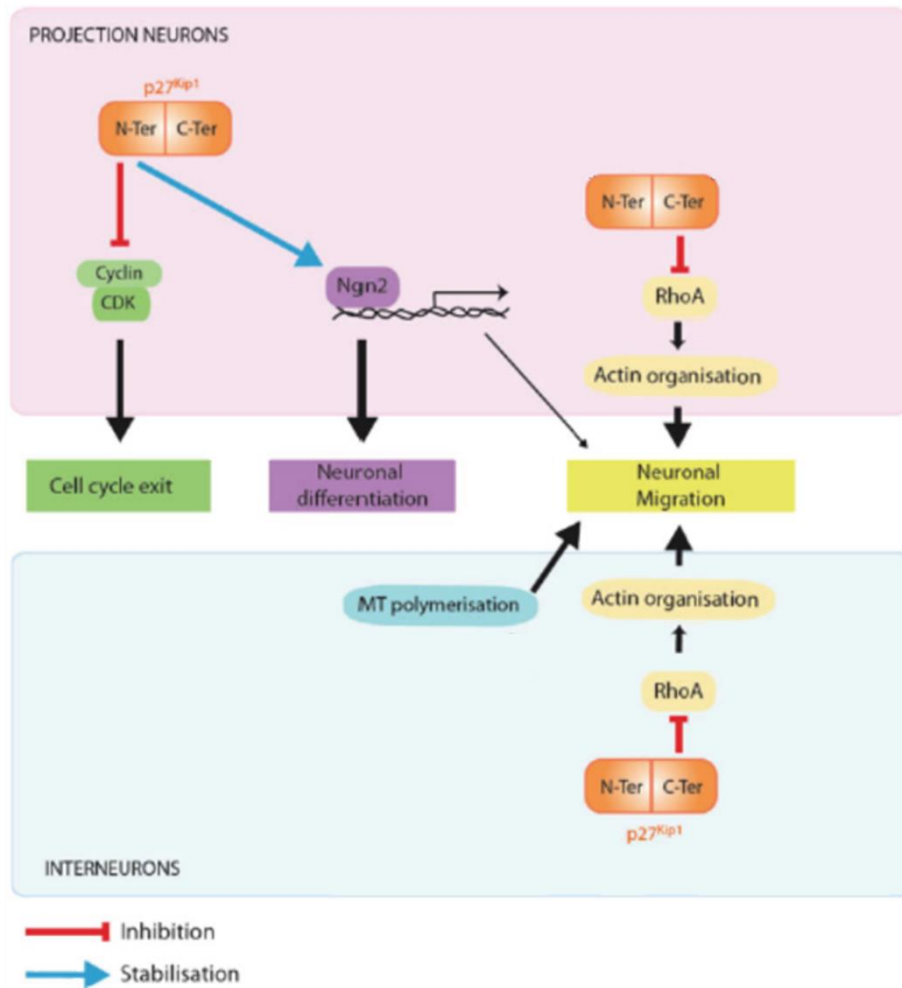 PROJECTION NEURONS
p27Kip1
N-Ter C-Ter
N-Ter C-Ter
Cyclin
CDK
Ngn2
RhoA
Actin organisation
Cell cycle exit
Neuronal
differentiation
Neuronal
Migration
MT polymerisation
Actin organisation
RhoA
N-Ter C-Ter
p27Kip1
INTERNEURONS
Inhibition
Stabilisation